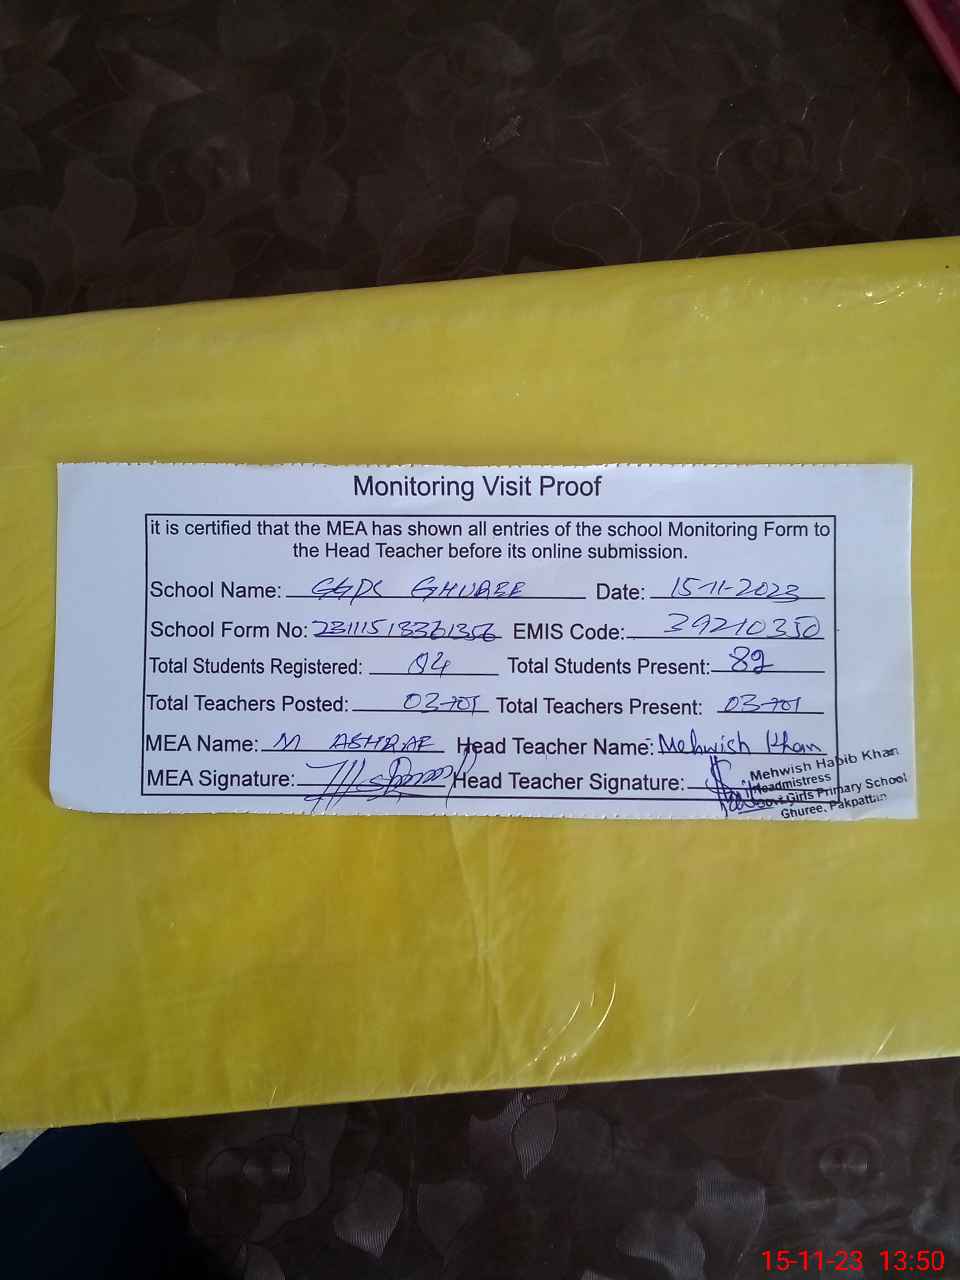 Monitoring Visit Proof
it is certified that the MEA has shown all entries of the school Monitoring Form to
the Head Teacher before its online submission.
School Name: GGPS GHUREE Date: 15-11-2023
School Form No: EMIS Code: 39210350
Total Students Registered: Total Students Present: 82
Total Teachers Posted: 03+01 Total Teachers Present: 03+01
MEA Name: M ASHRAF Head Teacher Name: Mehwish Khan
MEA Signature: Head Teacher Signature:
Mehwish Habib Khan
Headmistress
Govt Girls Primary School
Ghuree, Pakpattan
15-11-23 13:50